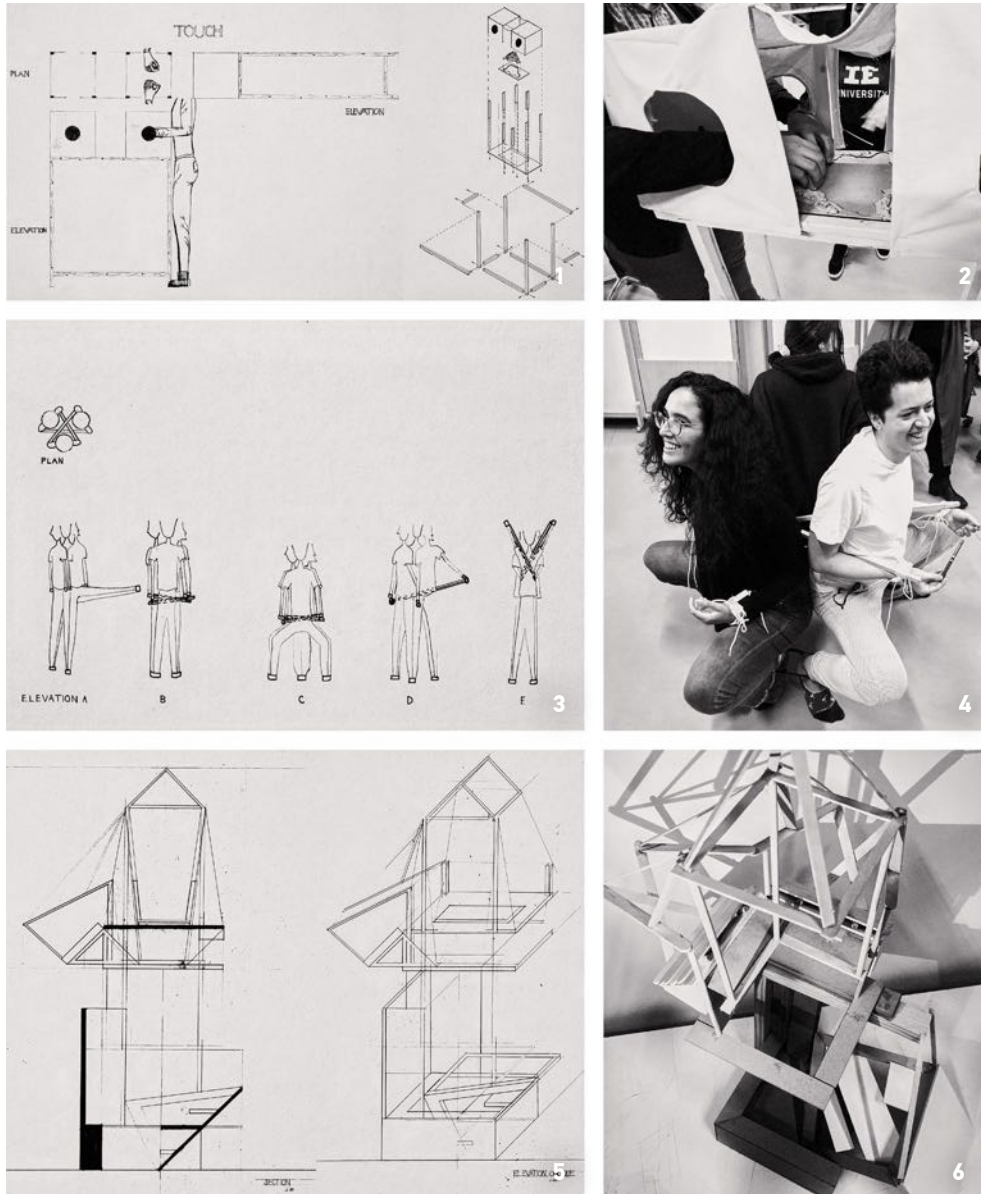 TOUCH
PLAN
ELEVATION
ELEVATION
1
IE
UNIVERSITY
2
PLAN
ELEVATION A
B
C
D
E
3
4
SECTION
5
6